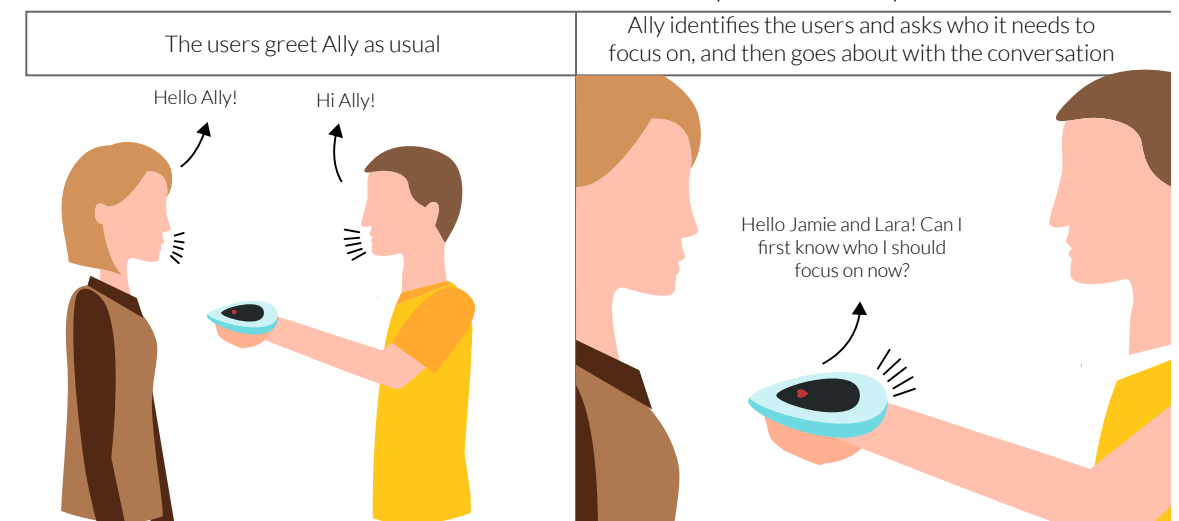 The users greet Ally as usual
Ally identifies the users and asks who it needs to
focus on, and then goes about with the conversation
Hello Ally!
Hi Ally!
Hello Jamie and Lara! Can I
first know who I should
focus on now?